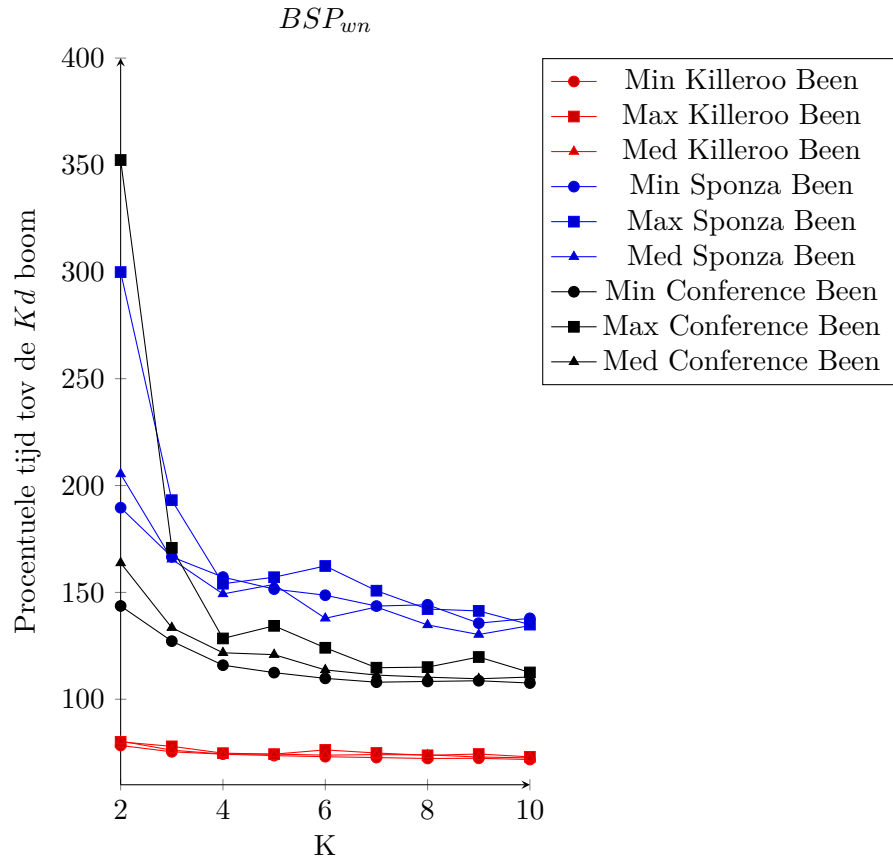 BSP_wn
400
350
300
250
200
150
100
2 4 6 8 10
K
Procentuele tijd tov de Kd boom
Min Killeroo Been
Max Killeroo Been
Med Killeroo Been
Min Sponza Been
Max Sponza Been
Med Sponza Been
Min Conference Been
Max Conference Been
Med Conference Been